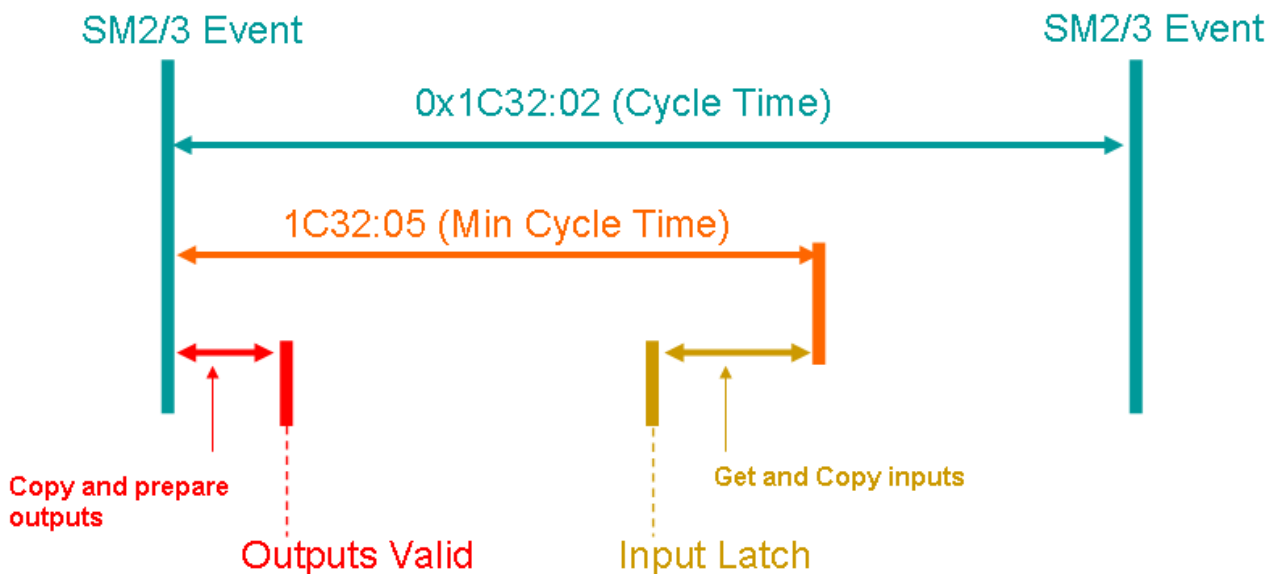 SM2/3 Event
SM2/3 Event
0x1C32:02 (Cycle Time)
1C32:05 (Min Cycle Time)
Copy and prepare
outputs
Get and Copy inputs
Outputs Valid
Input Latch